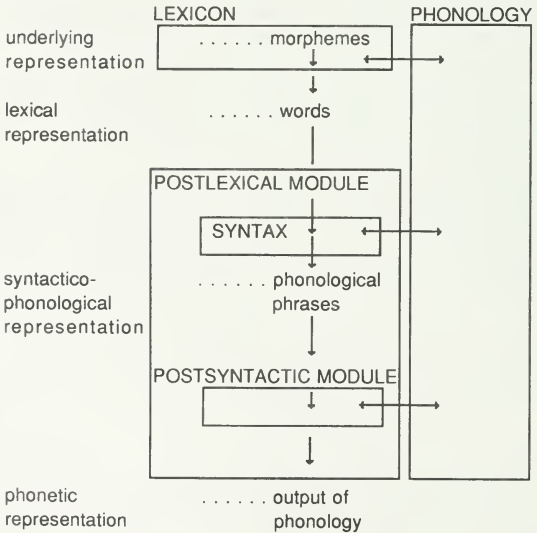 LEXICON PHONOLOGY
underlying ...... morphemes
representation
lexical ...... words
representation
POSTLEXICAL MODULE
SYNTAX
syntactico- ...... phonological
phonological phrases
representation
POSTSYNTACTIC MODULE
phonetic ...... output of
representation phonology